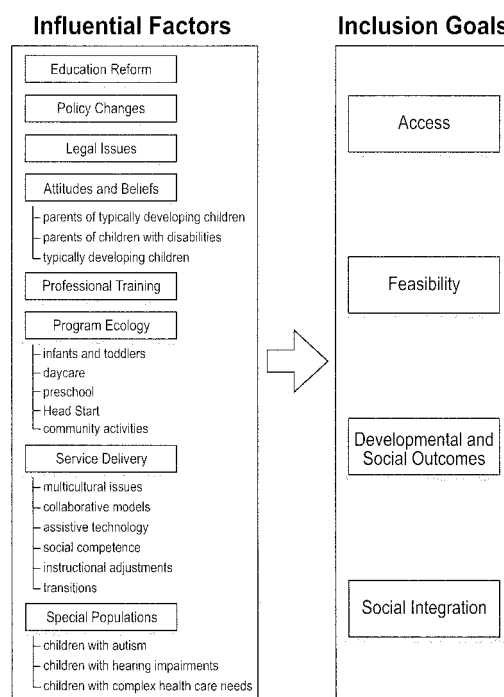 Influential Factors
Education Reform
Policy Changes
Legal Issues
Attitudes and Beliefs
parents of typically developing children
parents of children with disabilities
typically developing children
Professional Training
Program Ecology
infants and toddlers
daycare
preschool
Head Start
community activities
Service Delivery
multicultural issues
collaborative models
assistive technology
social competence
instructional adjustments
transitions
Special Populations
children with autism
children with hearing impairments
children with complex health care needs
Inclusion Goals
Access
Feasibility
Developmental and
Social Outcomes
Social Integration